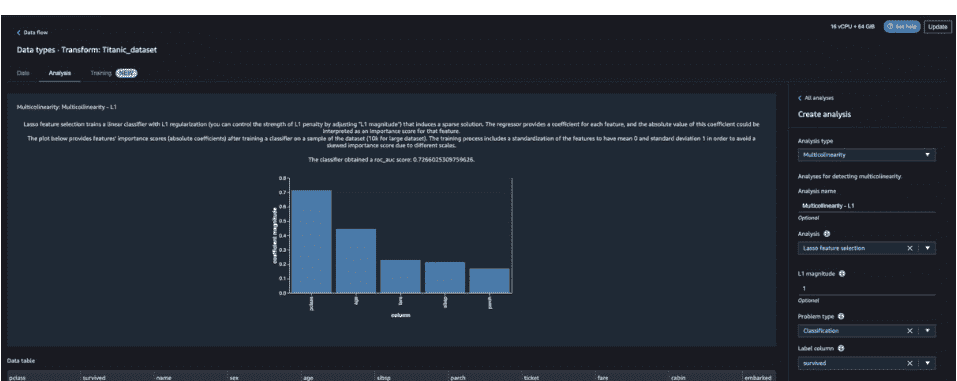 16 vCPU + 64 GiB
Get help
Update
< Data flow
Data types · Transform: Titanic_dataset
Data
Analysis
Training
NEW
Multicolinearity: Multicolinearity - L1
Lasso feature selection trains a linear classifier with L1 regularization (you can control the strength of L1 penalty by adjusting "L1 magnitude") that induces a sparse solution. The regressor provides a coefficient for each feature, and the absolute value of this coefficient could be
interpreted as an importance score for that feature.
The plot below provides features' importance scores (absolute coefficients) after training a classifier on a sample of the dataset (10k for large dataset). The training process includes a standardization of the features to have mean 0 and standard deviation 1 in order to avoid a
skewed importance score due to different scales.
The classifier obtained a roc_auc score: 0.7266025309759626.
0.8
0.7
0.6
0.5
0.4
0.3
0.2
0.1
0.0
coefficient magnitude
pclass
age
fare
sibsp
parch
column
Data table
pclass
survived
name
sex
age
sibsp
parch
ticket
fare
cabin
embarked
< All analyses
Create analysis
Analysis type
Multicollinearity
Analyses for detecting multicolinearity.
Analysis name
Multicollinearity - L1
Optional
Analysis
Lasso feature selection
L1 magnitude
1
Optional
Problem type
Classification
Label column
survived